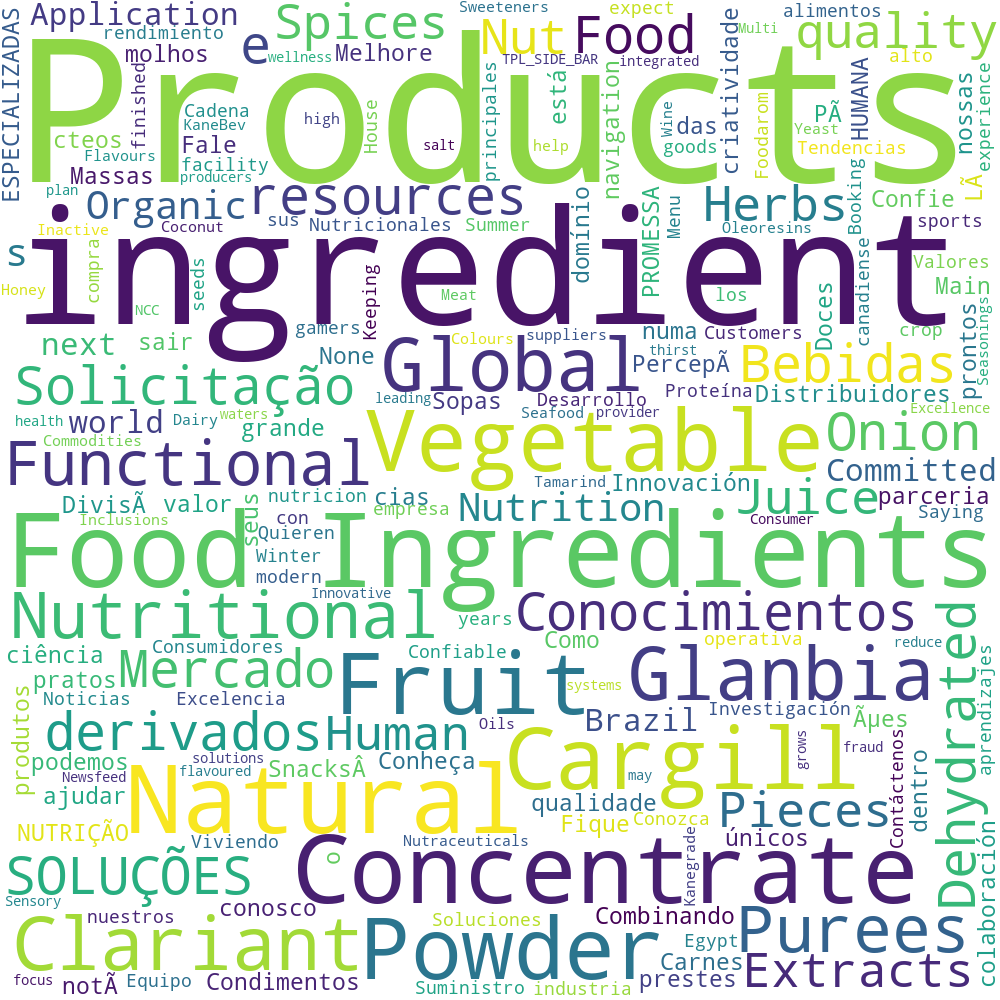 ESPECIALIZADAS
Application
rendimiento
molhos
finished
Spices
e
wellness
Melhore
Sweeteners
TPL_SIDE_BAR
Nut
Food
integrated
expect
Multi
alimentos
quality
alto
Products
cteos
Flavours
Massas
plan
producers
Cadena
KaneBev
Fale
facility
high
House
salt
principales
help
está
navigation
Wine
goods
das
criatividade
Foodarom
Yeast
Tendencias
PÃ
HUMANA
nossas
experience
LÃ
Organic
resources
Inactive
Coconut
sus
Nutricionales
Summer
domínio
PROMESSA
Menu
Herbs
Oleoresins
Booking
Confie
sports
s
Honey
compra
NCC
seeds
ingredient
Keeping
Meat
los
canadiense
Valores
Main
Seasonings
next
sair
gamers
None
Colours
suppliers
numa
thirst
Customers
PercepÃ
Doces
crop
prontos
Solicitação
Global
Bebidas
leading
Sopas
Desarrollo
Seafood
provider
Proteína
Distribuidores
Excellence
health
world
Dairy
waters
grande
Commodities
Vegetable
Onion
Functional
Tamarind
Innovación
Committed
DivisÃ
valor
seus
nutricion
cias
empresa
Nutrition
Juice
parceria
Saying
Inclusions
con
Quieren
Winter
modern
Consumer
Food
Ingredients
Innovative
Nutritional
years
Conocimientos
Dehydrated
ciência
Consumidores
Confiable
Como
operativa
reduce
Mercado
pratos
Noticias
Excelencia
Fruit
systems
Glanbia
produtos
derivados
Human
Oils
Brazil
Investigación
Ãµes
aprendizajes
podemos
Newsfeed
solutions
flavoured
SnacksÂ
Conheça
may
Cargill
grows
fraud
Contáctenos
ajudar
Natural
qualidade
Conozca
Pieces
dentro
NUTRIÇÃO
Viviendo
Nutraceuticals
Fique
Kanegrade
únicos
o
SOLUÇÕES
Concentrate
Sensory
nuestros
conosco
Soluciones
Combinando
Purees
colaboración
Clariant
Powder
Egypt
Carnes
Extracts
focus
notÃ
Equipo
Condimentos
Suministro
industria
prestes